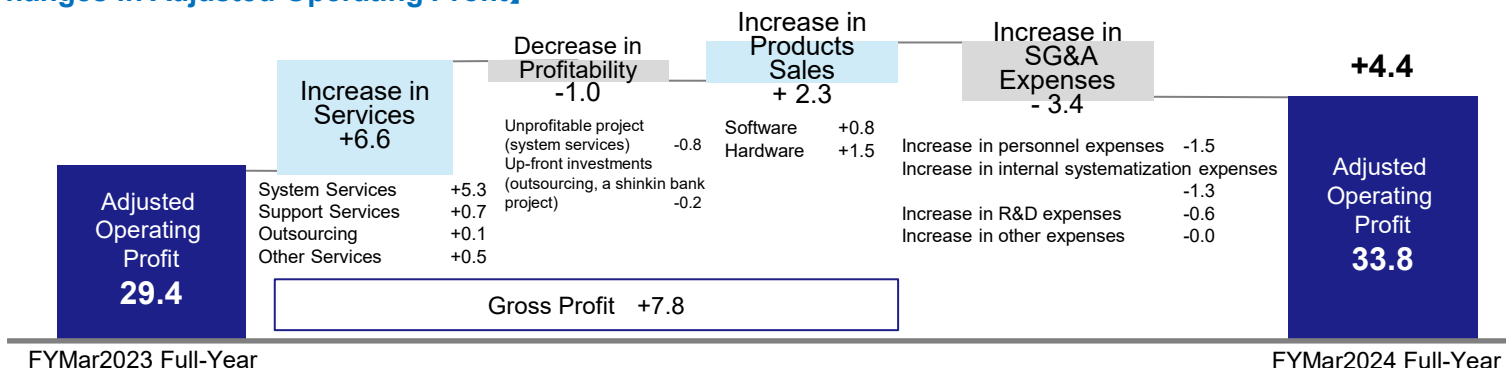 hanges in Adjusted Operating Profit】
Adjusted
Operating
Profit
29.4
Increase in
Services
+6.6
System Services +5.3
Support Services +0.7
Outsourcing +0.1
Other Services +0.5
Decrease in
Profitability
-1.0
Unprofitable project
(system services) -0.8
Up-front investments
(outsourcing, a shinkin bank
project) -0.2
Increase in
Products
Sales
+ 2.3
Software +0.8
Hardware +1.5
Gross Profit +7.8
Increase in
SG&A
Expenses
- 3.4
Increase in personnel expenses -1.5
Increase in internal systematization expenses
-1.3
Increase in R&D expenses -0.6
Increase in other expenses -0.0
+4.4
Adjusted
Operating
Profit
33.8
FYMar2023 Full-Year
FYMar2024 Full-Year